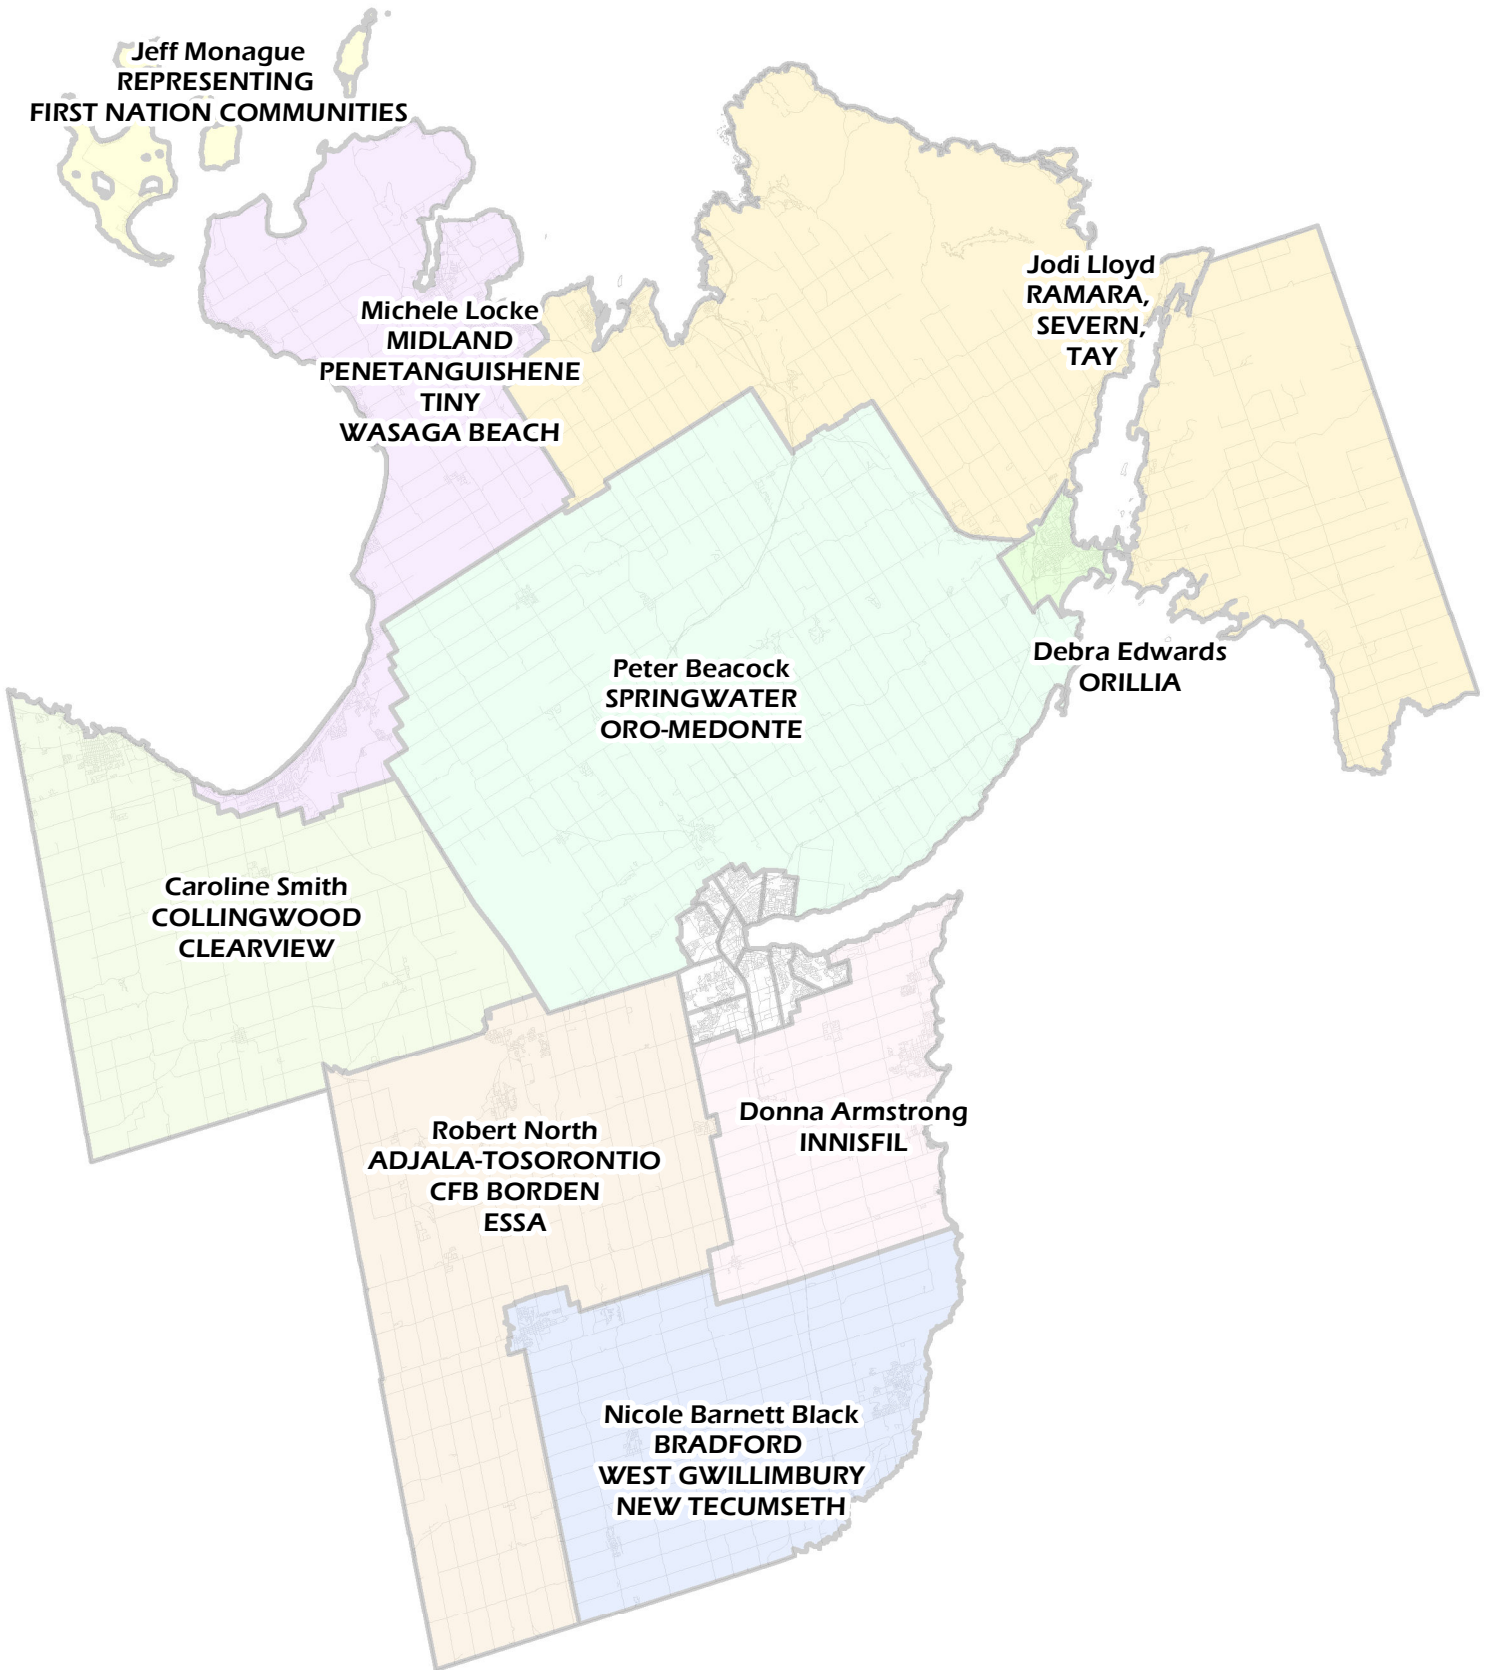 Jeff Monague
REPRESENTING
FIRST NATION COMMUNITIES
Jodi Lloyd
RAMARA,
SEVERN,
TAY
Michele Locke
MIDLAND
PENETANGUISHENE
TINY
WASAGA BEACH
Debra Edwards
ORILLIA
Peter Beacock
SPRINGWATER
ORO-MEDONTE
Caroline Smith
COLLINGWOOD
CLEARVIEW
Donna Armstrong
INNISFIL
Robert North
ADJALA-TOSORONTIO
CFB BORDEN
ESSA
Nicole Barnett Black
BRADFORD
WEST GWILLIMBURY
NEW TECUMSETH